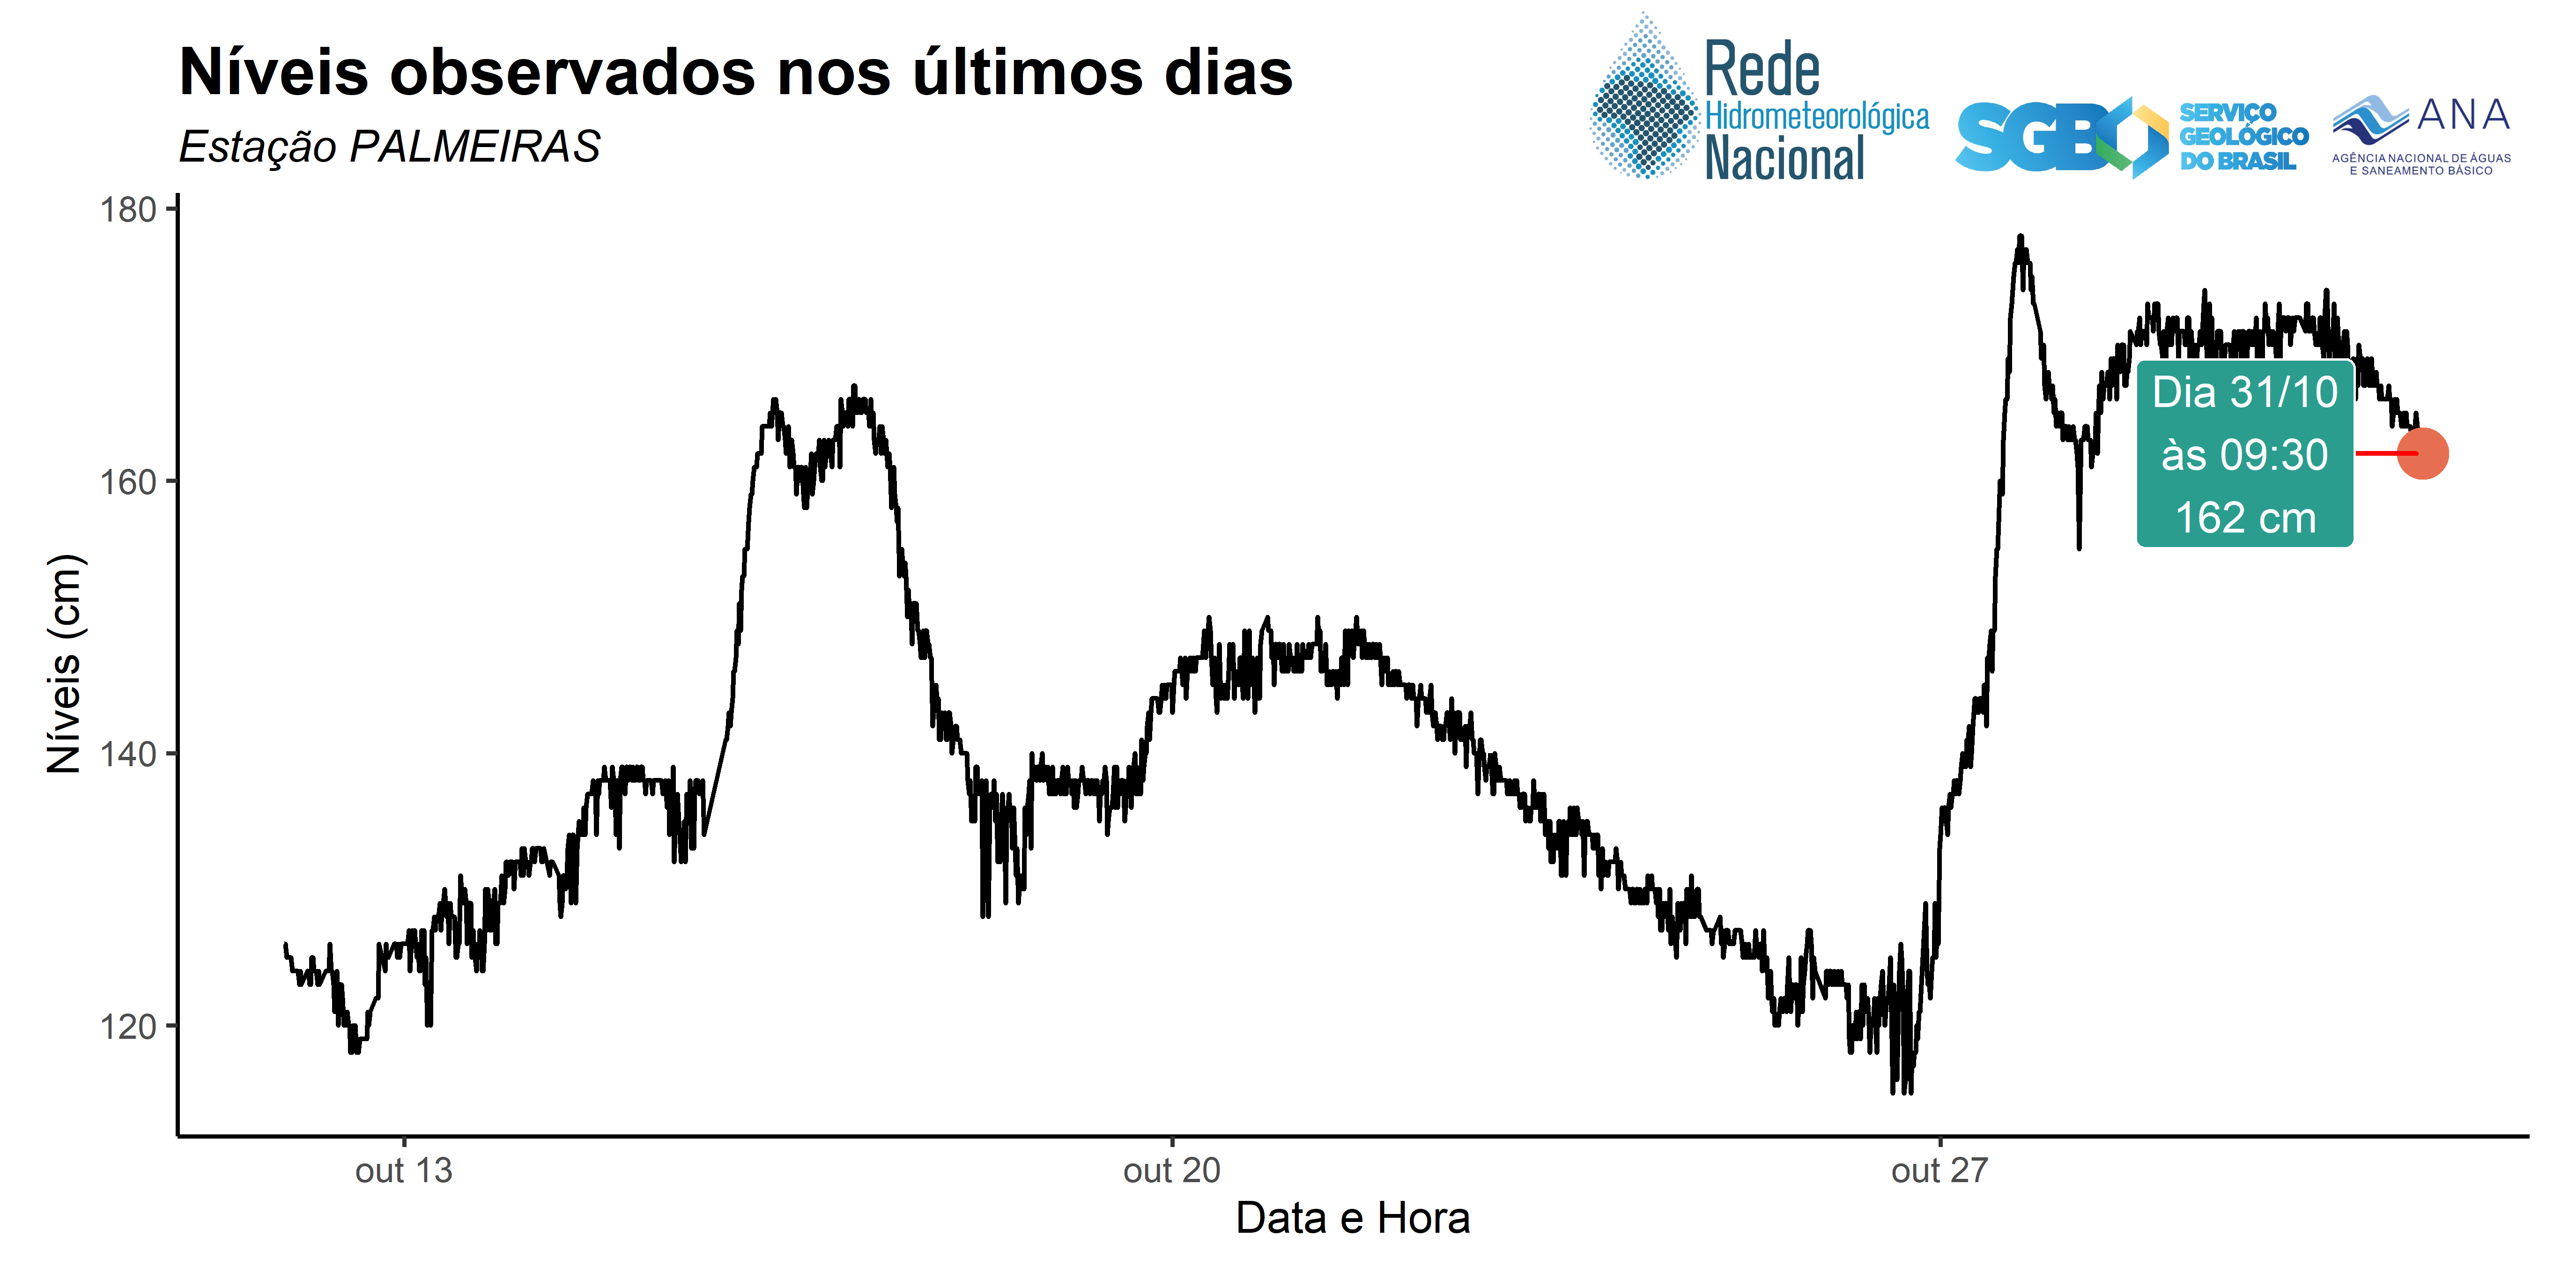 Níveis observados nos últimos dias
Estação PALMEIRAS
Rede
Hidrometeorológica
Nacional
SGB
SERVIÇO
GEOLÓGICO
DO BRASIL
ANA
AGÊNCIA NACIONAL DE ÁGUAS
E SANEAMENTO BÁSICO
180
160
140
120
Níveis (cm)
Dia 31/10
às 09:30
162 cm
out 13
out 20
out 27
Data e Hora